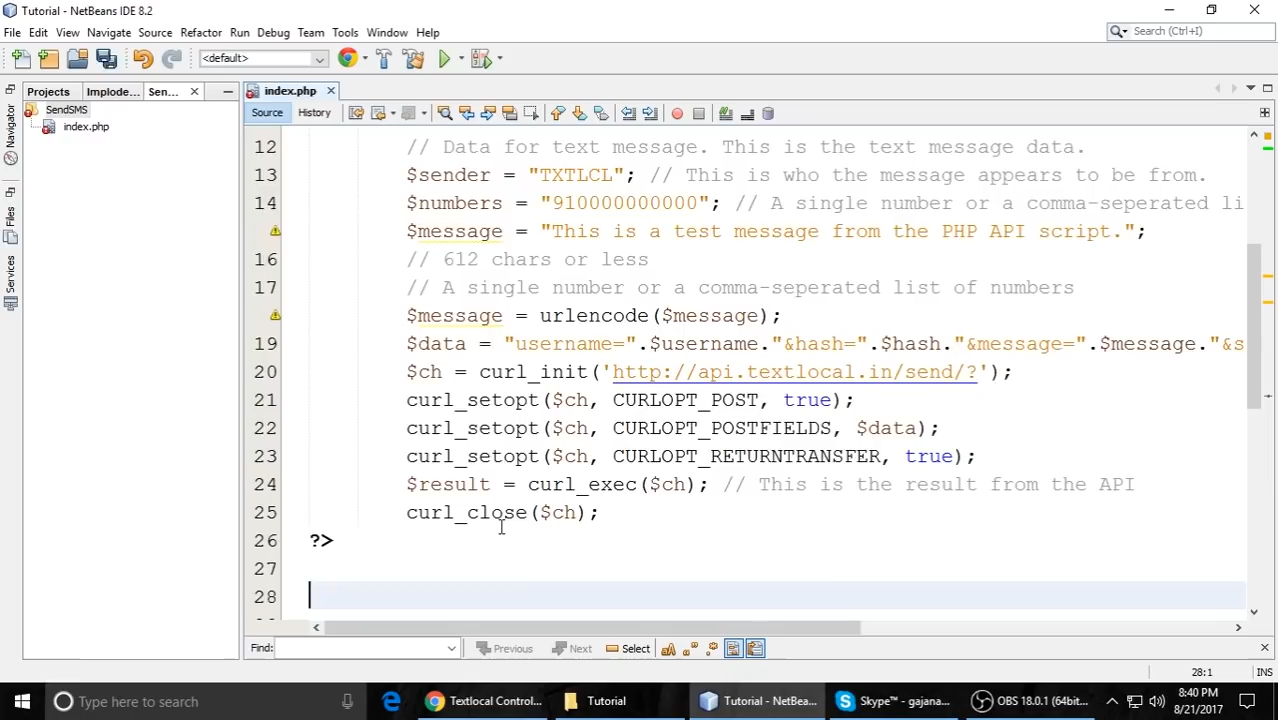 Tutorial - NetBeans IDE 8.2
File Edit View Navigate Source Refactor Run Debug Team Tools Window Help
Search (Ctrl+I)
<default>
Projects Implode... Sen...
index.php
SendSMS
index.php
Source History
Navigator
Files
Services
12 // Data for text message. This is the text message data.
13 $sender = "TXTLCL"; // This is who the message appears to be from.
14 $numbers = "910000000000"; // A single number or a comma-seperated li
$message = "This is a test message from the PHP API script.";
16 // 612 chars or less
17 // A single number or a comma-seperated list of numbers
$message = urlencode($message);
19 $data = "username=".$username."&hash=".$hash."&message=".$message."&s
20 $ch = curl_init('http://api.textlocal.in/send/?');
21 curl_setopt($ch, CURLOPT_POST, true);
22 curl_setopt($ch, CURLOPT_POSTFIELDS, $data);
23 curl_setopt($ch, CURLOPT_RETURNTRANSFER, true);
24 $result = curl_exec($ch); // This is the result from the API
25 curl_close($ch);
26 ?>
27
28
Find: Previous Next Select
28:1 INS
Type here to search
Textlocal Control...
Tutorial
Tutorial - NetBeans...
Skype™ - gajana...
OBS 18.0.1 (64bit...
8:40 PM
8/21/2017